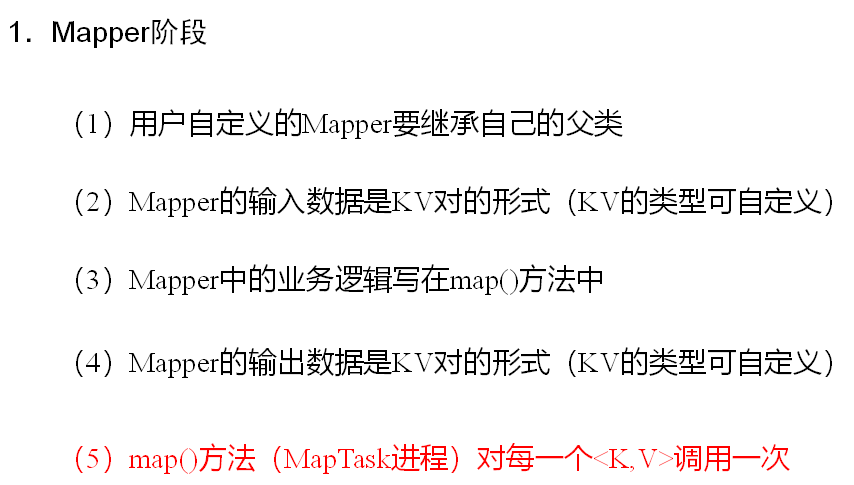 1．Mapper阶段
（1）用户自定义的Mapper要继承自己的父类
（2）Mapper的输入数据是KV对的形式（KV的类型可自定义）
（3）Mapper中的业务逻辑写在map()方法中
（4）Mapper的输出数据是KV对的形式（KV的类型可自定义）
（5）map()方法（MapTask进程）对每一个<K,V>调用一次